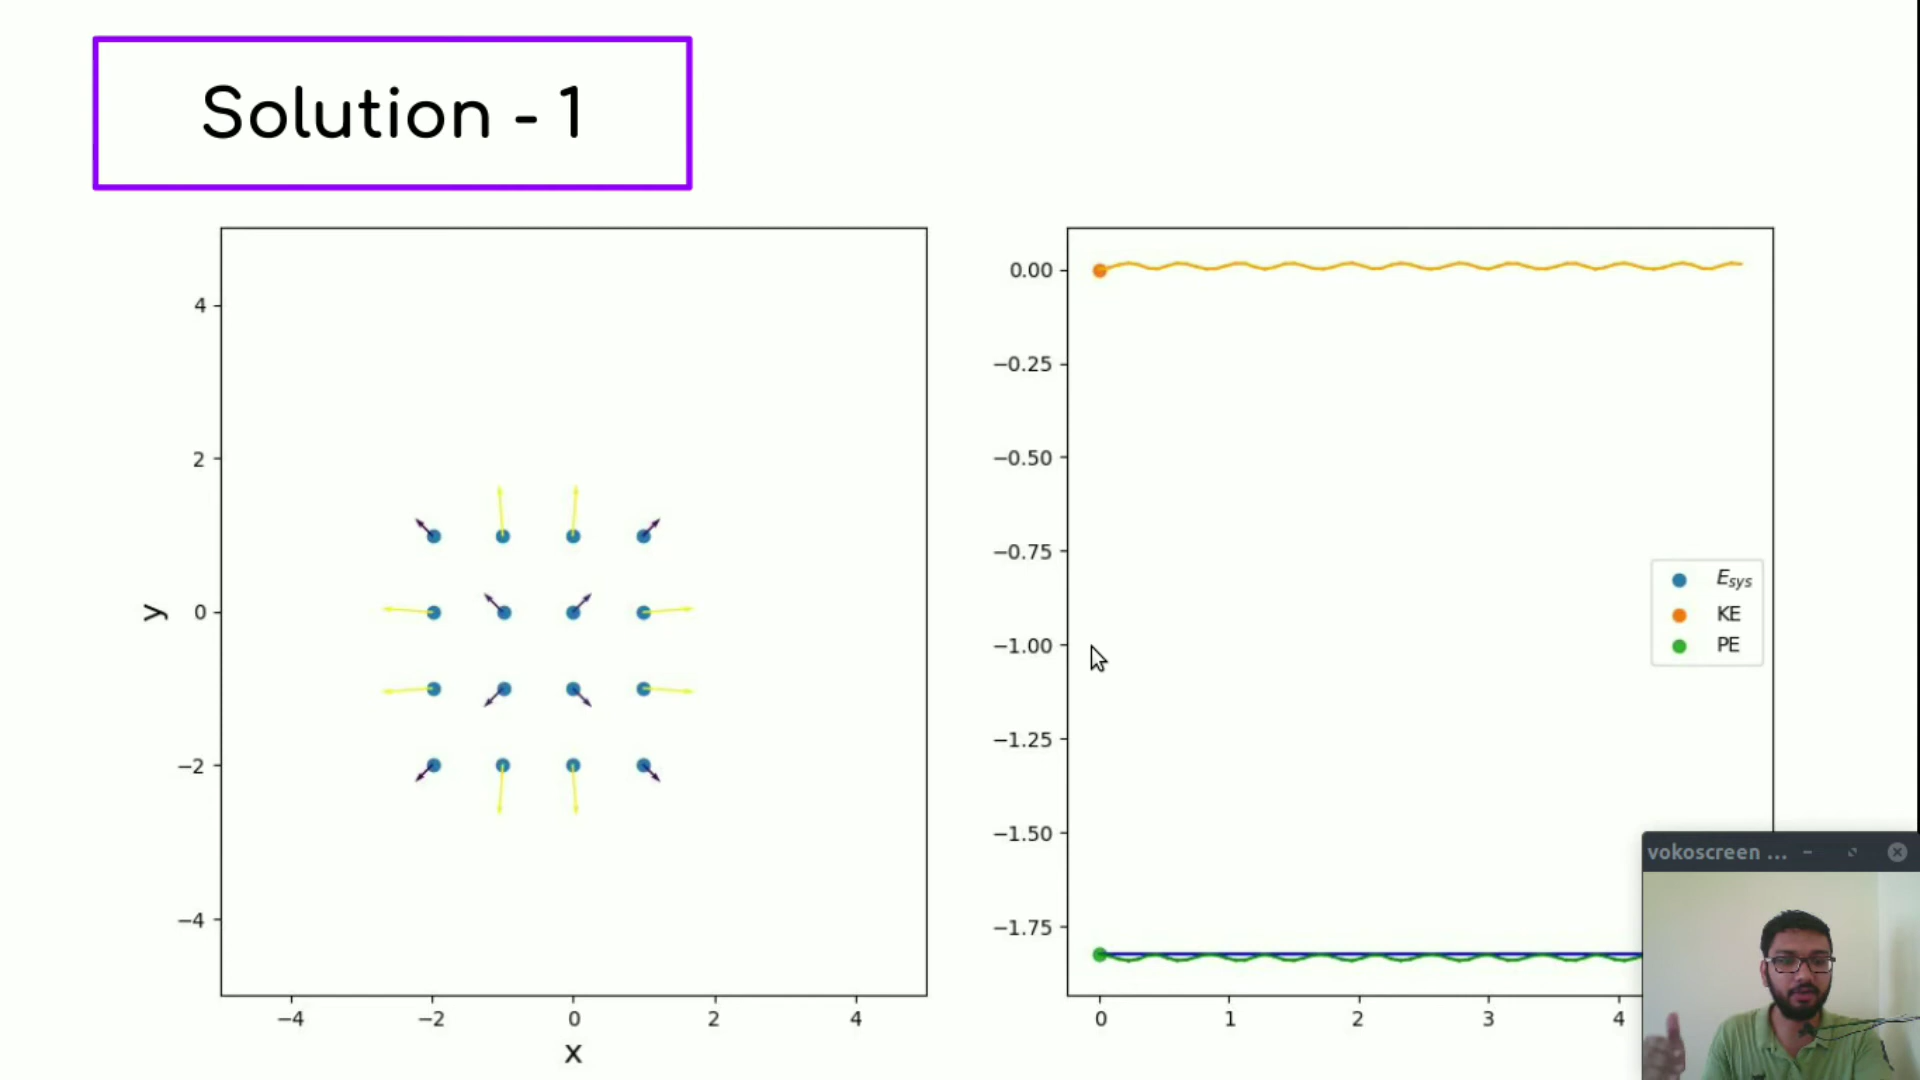 Solution - 1
4
2
0
−2
−4
y
−4 −2 0 2 4
x
0.00
−0.25
−0.50
−0.75
−1.00
−1.25
−1.50
−1.75
0 1 2 3 4
E_sys
KE
PE
vokoscreen ...